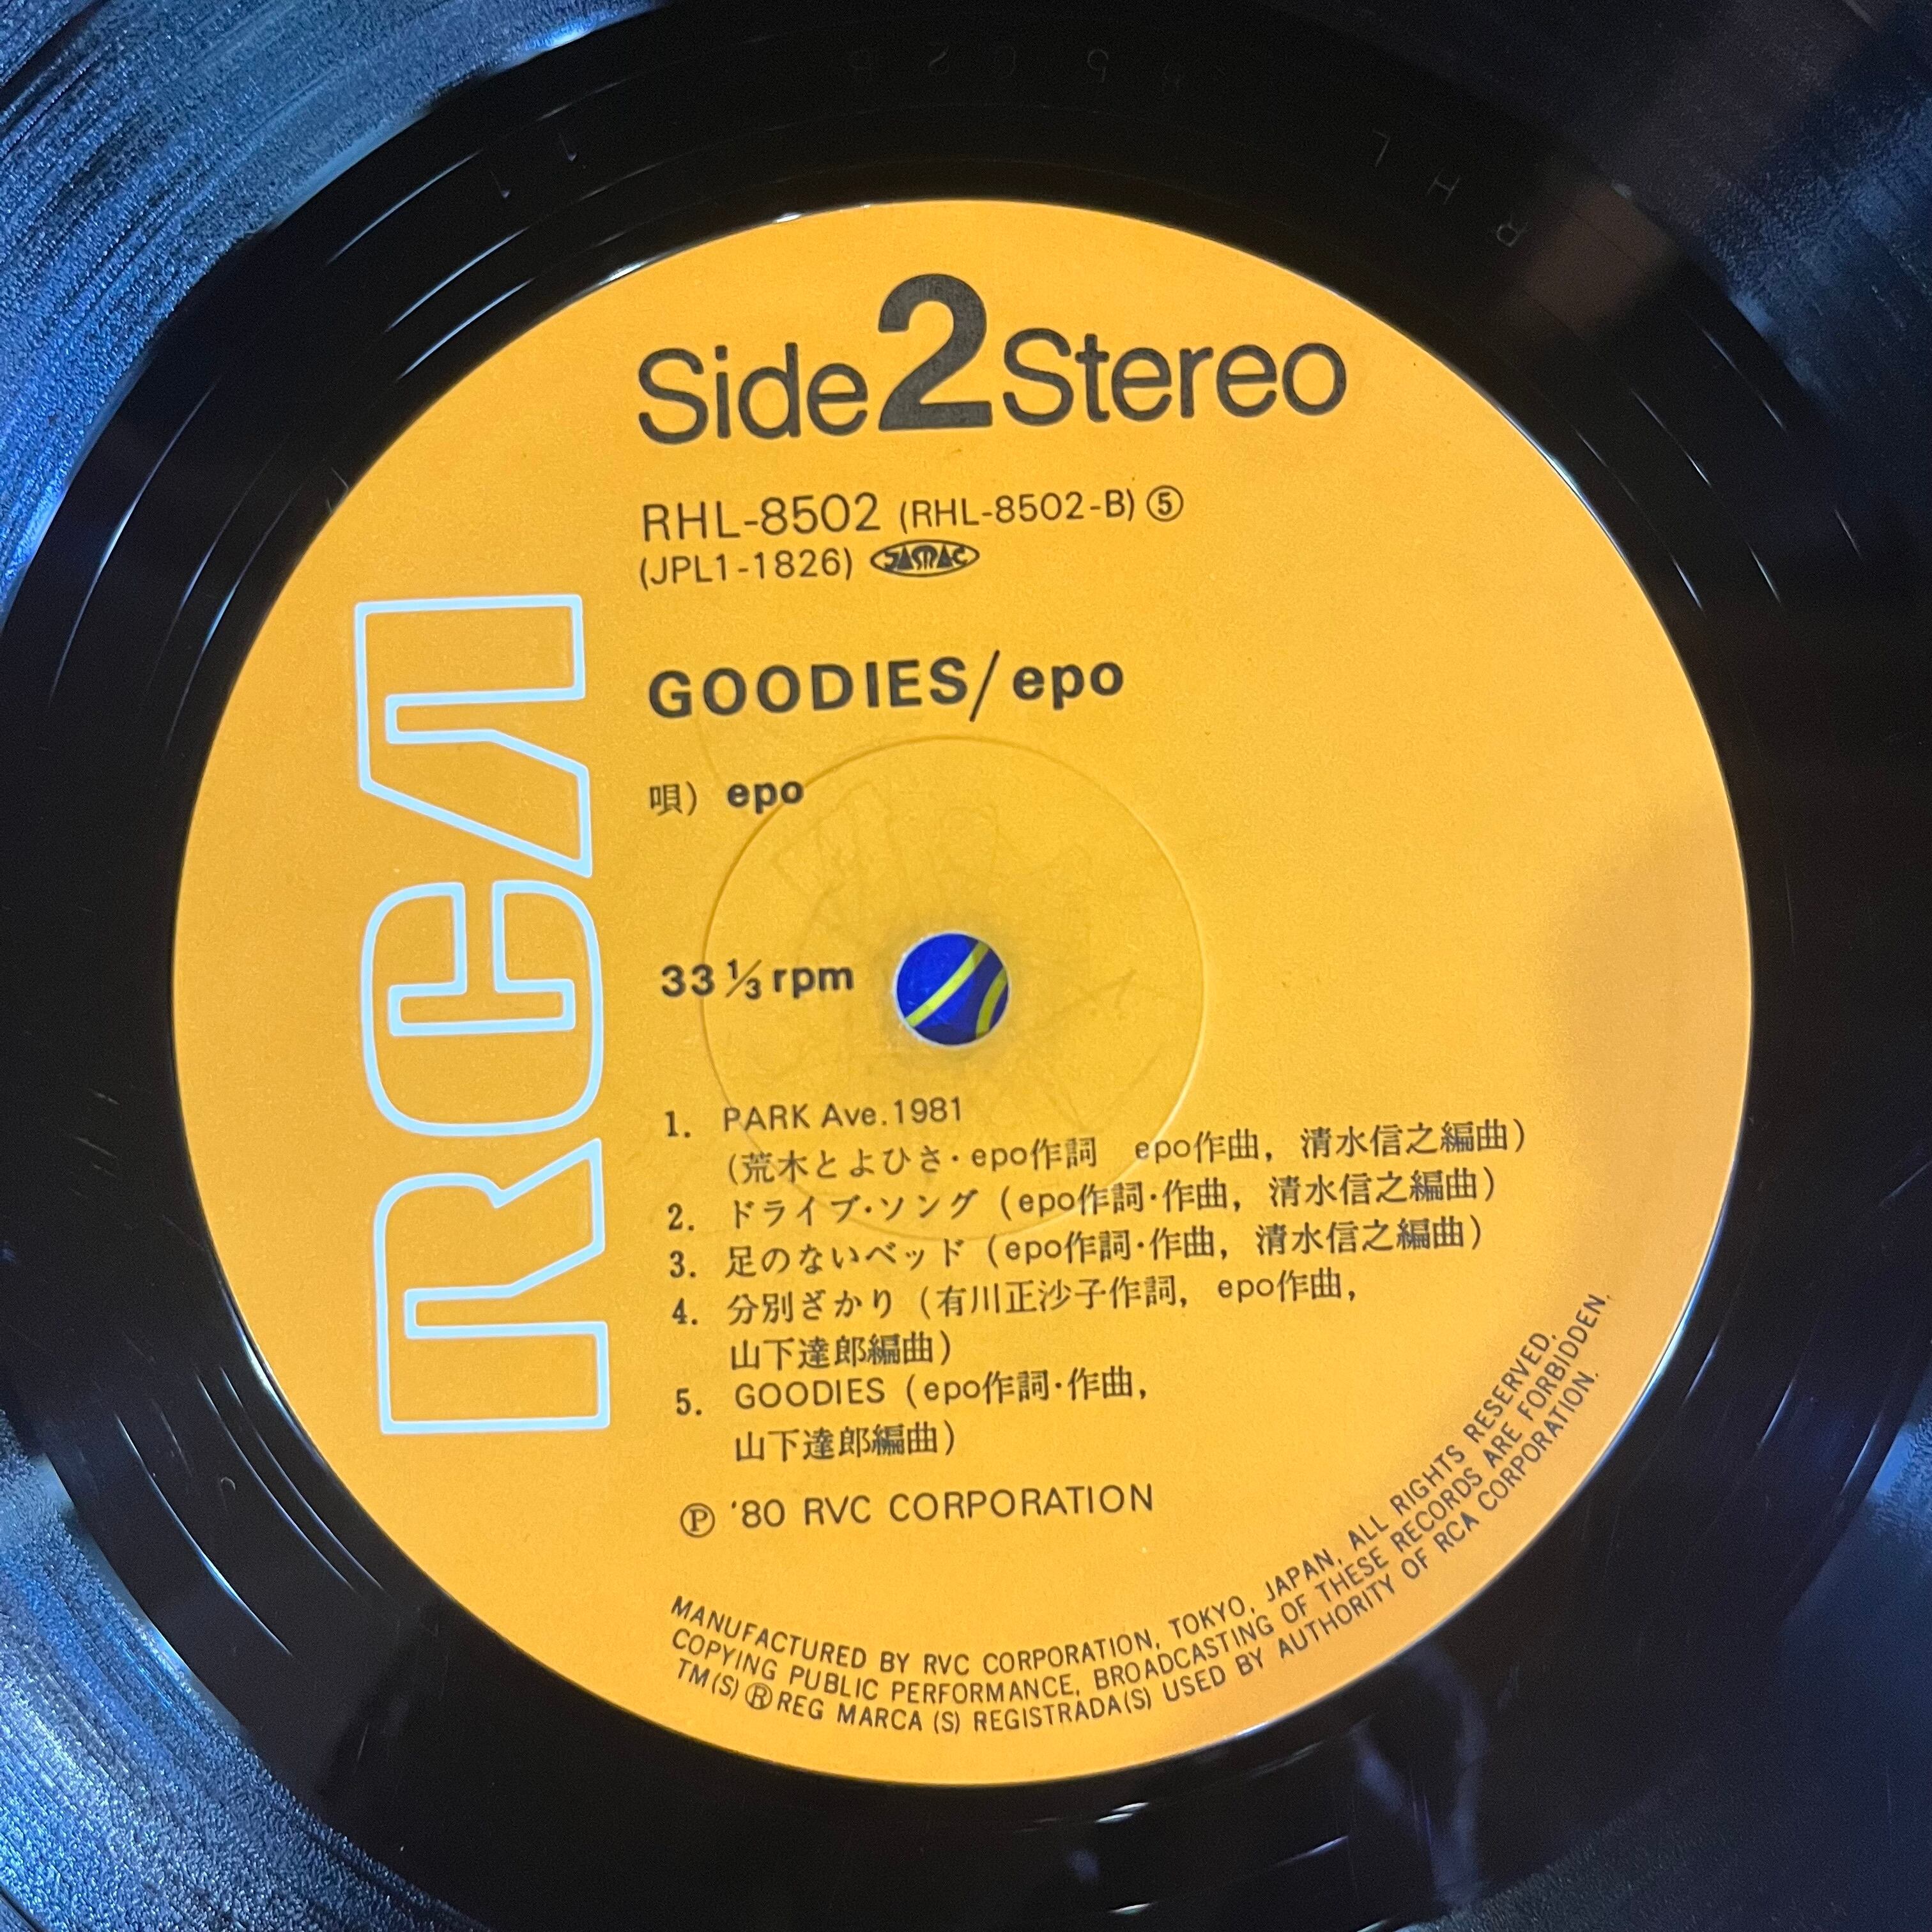 Side 2 Stereo
RHL-8502 (RHL-8502-B) ⑤
(JPL1-1826) JASRAC
GOODIES/epo
唄) epo
RCA
33 1/3 rpm
1. PARK Ave.1981
(荒木とよひさ・epo作詞 epo作曲, 清水信之編曲)
2. ドライブ・ソング (epo作詞・作曲, 清水信之編曲)
3. 足のないベッド (epo作詞・作曲, 清水信之編曲)
4. 分別ざかり (有川正沙子作詞, epo作曲,
山下達郎編曲)
5. GOODIES (epo作詞・作曲,
山下達郎編曲)
Ⓟ '80 RVC CORPORATION
MANUFACTURED BY RVC CORPORATION, TOKYO, JAPAN, ALL RIGHTS RESERVED,
COPYING PUBLIC PERFORMANCE, BROADCASTING OF THESE RECORDS ARE FORBIDDEN,
TM(S) ® REG MARCA (S) REGISTRADA(S) USED BY AUTHORITY OF RCA CORPORATION.